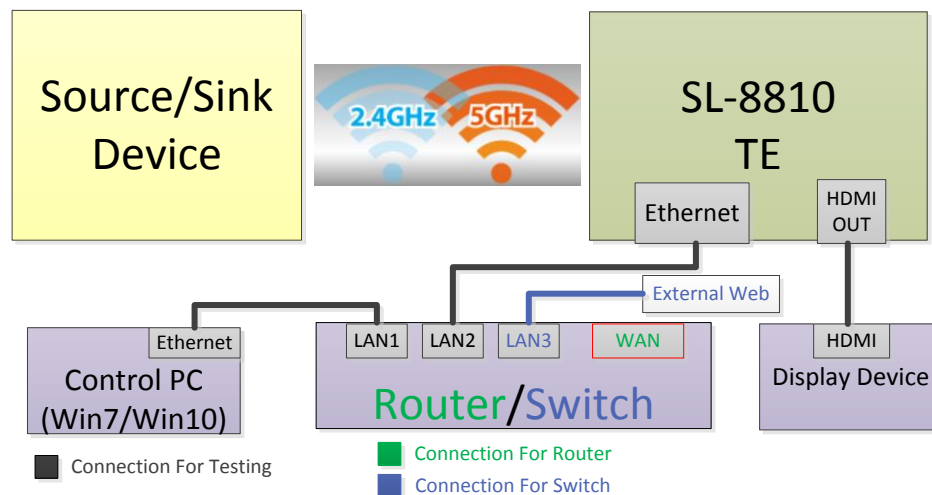 Source/Sink
Device
2.4GHz
5GHz
SL-8810
TE
Ethernet
HDMI
OUT
External Web
Ethernet
Control PC
(Win7/Win10)
LAN1
LAN2
LAN3
WAN
Router/Switch
HDMI
Display Device
Connection For Testing
Connection For Router
Connection For Switch